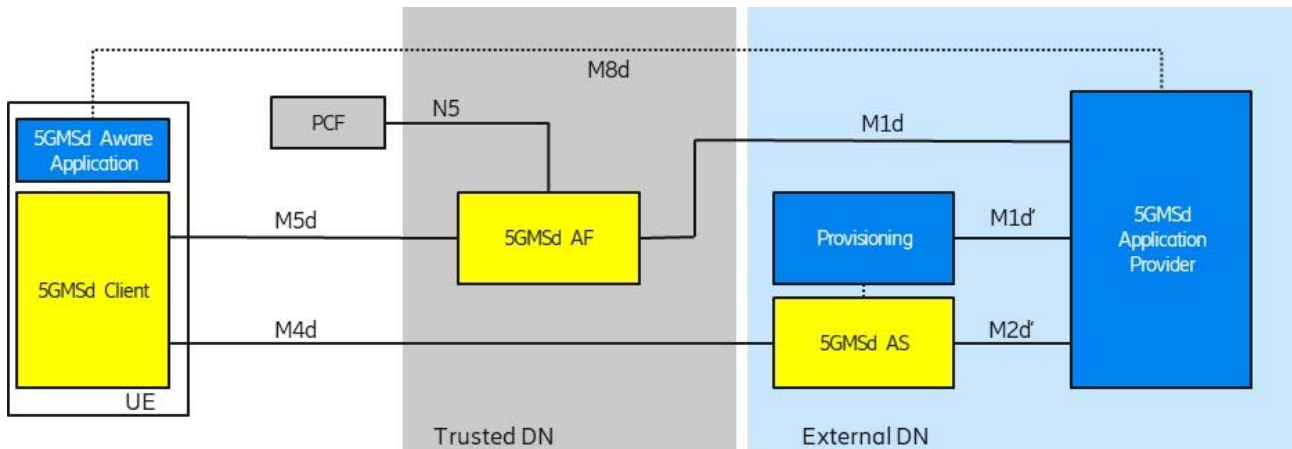 M8d
PCF
N5
M1d
5GMSd Aware
Application
M5d
5GMSd AF
Provisioning
M1d'
5GMSd
Application
Provider
5GMSd Client
M4d
5GMSd AS
M2d'
UE
Trusted DN
External DN